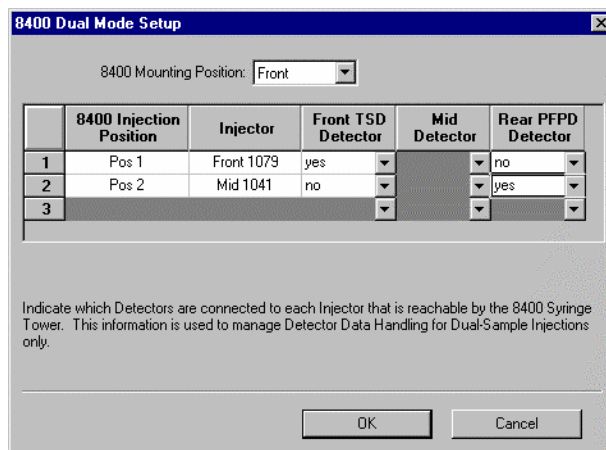 8400 Dual Mode Setup
8400 Mounting Position: Front
8400 Injection Position Injector Front TSD Detector Mid Detector Rear PFPD Detector
1 Pos 1 Front 1079 yes no
2 Pos 2 Mid 1041 no yes
3
Indicate which Detectors are connected to each Injector that is reachable by the 8400 Syringe
Tower. This information is used to manage Detector Data Handling for Dual-Sample Injections
only.
OK Cancel